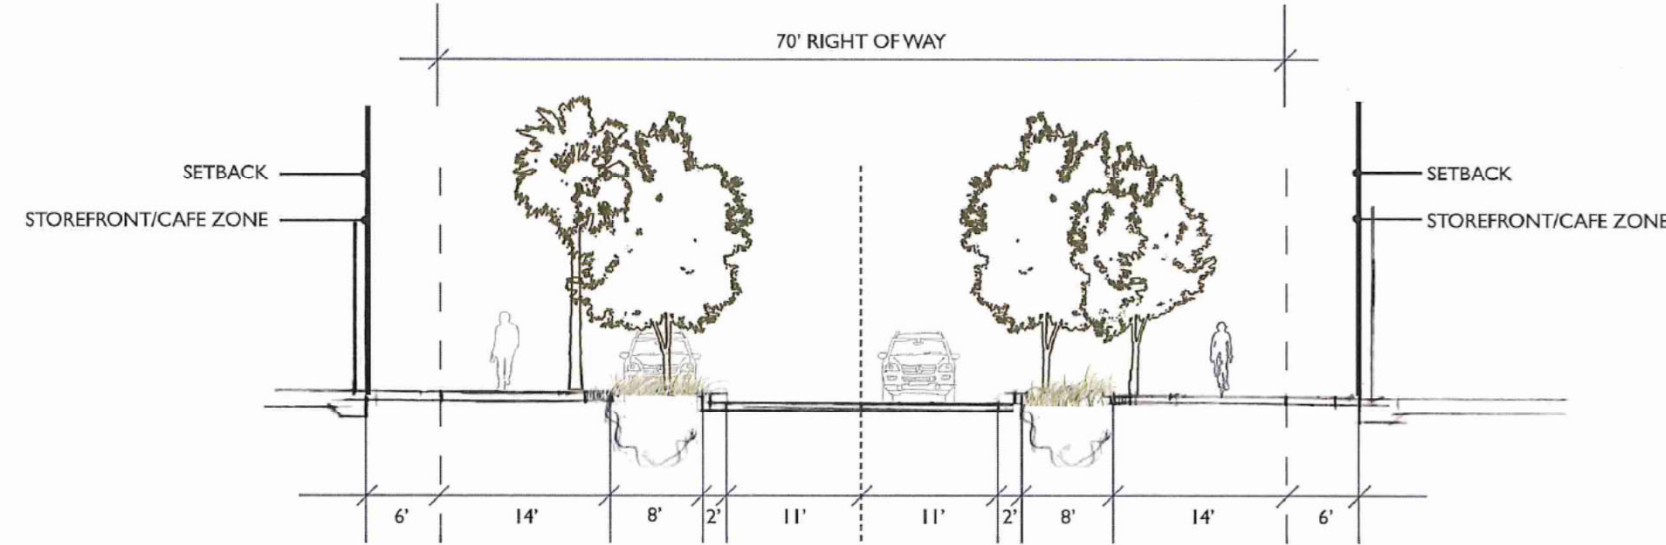 70' RIGHT OF WAY
SETBACK
SETBACK
STOREFRONT/CAFE ZONE
STOREFRONT/CAFE ZONE
6' 14' 8' 2' 11' 11' 2' 8' 14' 6'